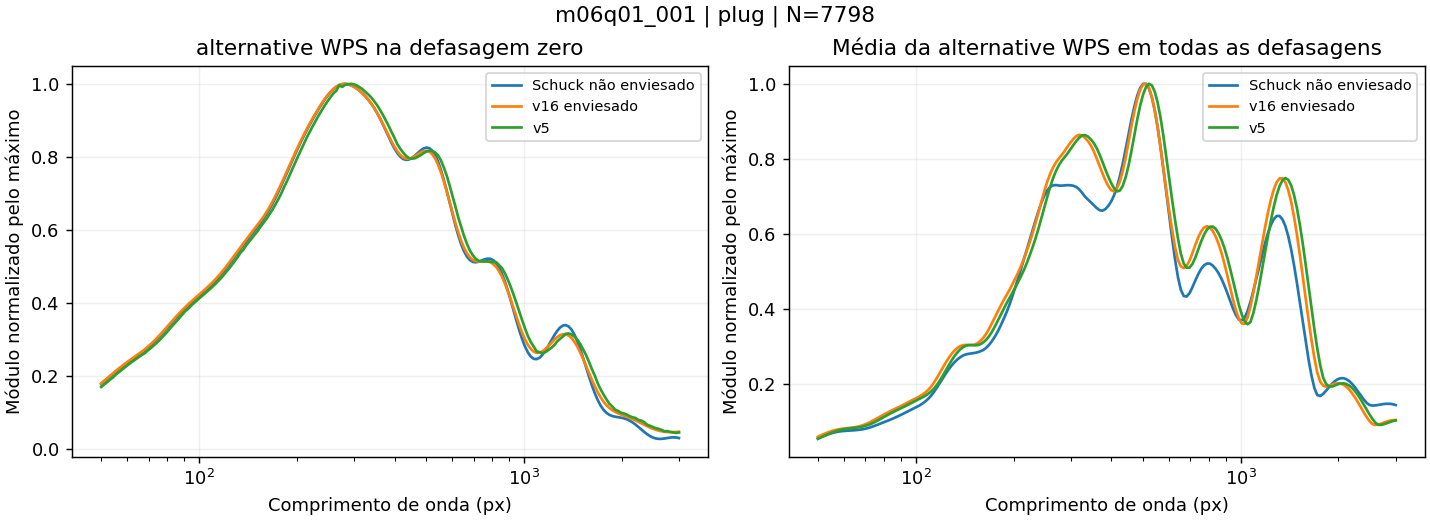 m06q01_001 | plug | N=7798
alternative WPS na defasagem zero
Módulo normalizado pelo máximo
1.0
0.8
0.6
0.4
0.2
0.0
Schuck não enviesado
v16 enviesado
v5
10²
10³
Comprimento de onda (px)
Média da alternative WPS em todas as defasagens
Módulo normalizado pelo máximo
1.0
0.8
0.6
0.4
0.2
Schuck não enviesado
v16 enviesado
v5
10²
10³
Comprimento de onda (px)